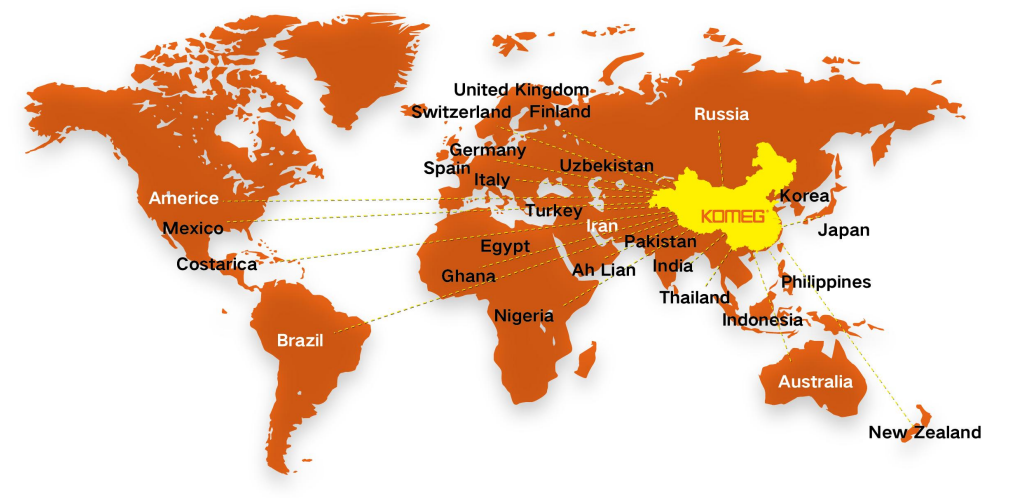 United Kingdom
Switzerland
Finland
Russia
Germany
Spain
Uzbekistan
Italy
Americe
Korea
Turkey
KOMEG®
Mexico
Iran
Japan
Egypt
Pakistan
Costarica
Ah Lian
India
Ghana
Philippines
Thailand
Nigeria
Indonesia
Brazil
Australia
New Zealand